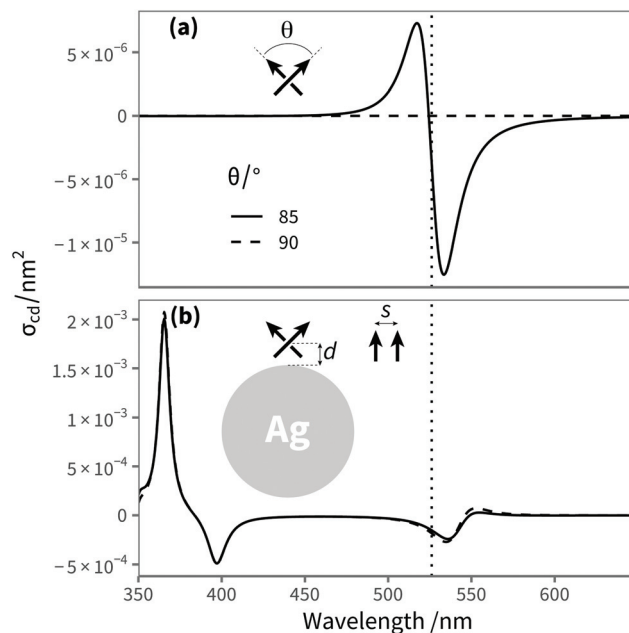 (a)
θ
5 × 10⁻⁶
0
−5 × 10⁻⁶
−1 × 10⁻⁵
θ/°
85
90
σcd/nm²
(b)
s
d
Ag
2 × 10⁻³
1.5 × 10⁻³
1 × 10⁻³
5 × 10⁻⁴
0
−5 × 10⁻⁴
350
400
450
500
550
600
Wavelength /nm